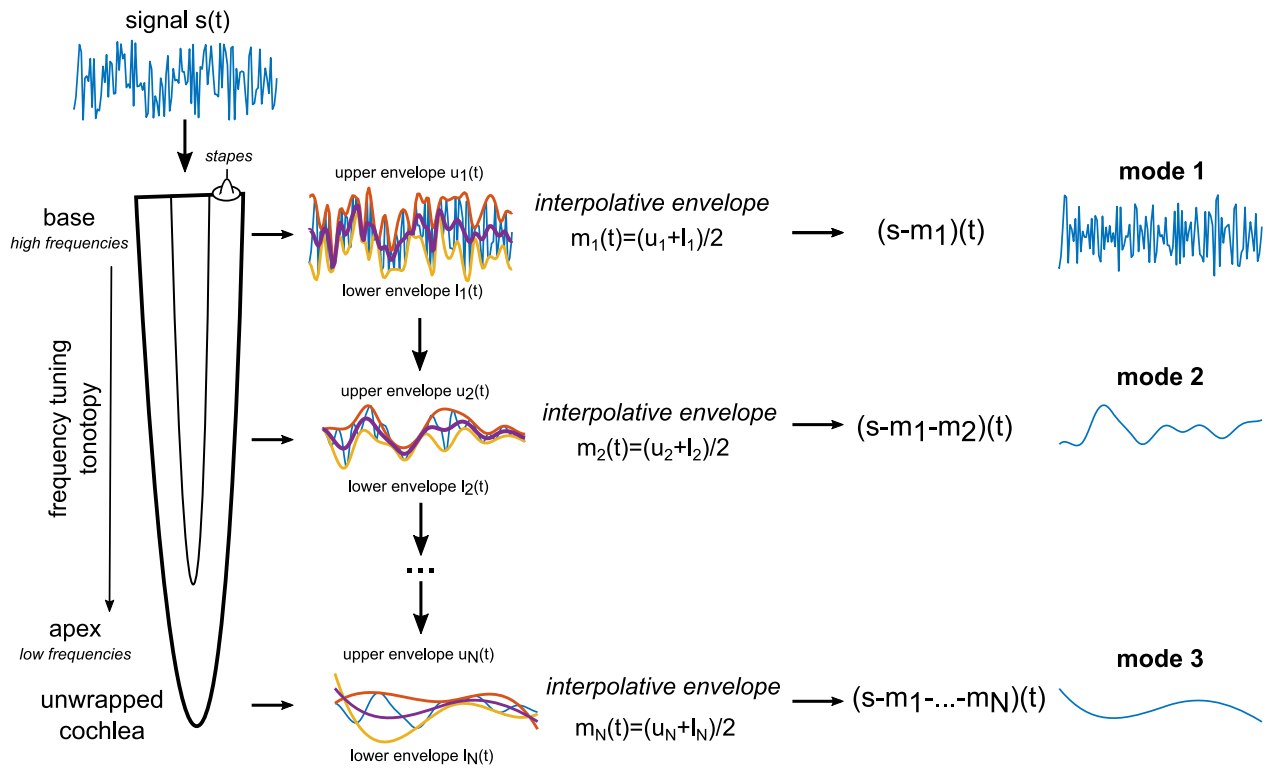 signal s(t)
stapes
base
high frequencies
frequency tuning
tonotopy
apex
low frequencies
unwrapped
cochlea
upper envelope u1(t)
lower envelope l1(t)
interpolative envelope
m1(t)=(u1+l1)/2
(s-m1)(t)
mode 1
upper envelope u2(t)
lower envelope l2(t)
interpolative envelope
m2(t)=(u2+l2)/2
(s-m1-m2)(t)
mode 2
...
upper envelope uN(t)
lower envelope lN(t)
interpolative envelope
mN(t)=(uN+lN)/2
(s-m1-...-mN)(t)
mode 3